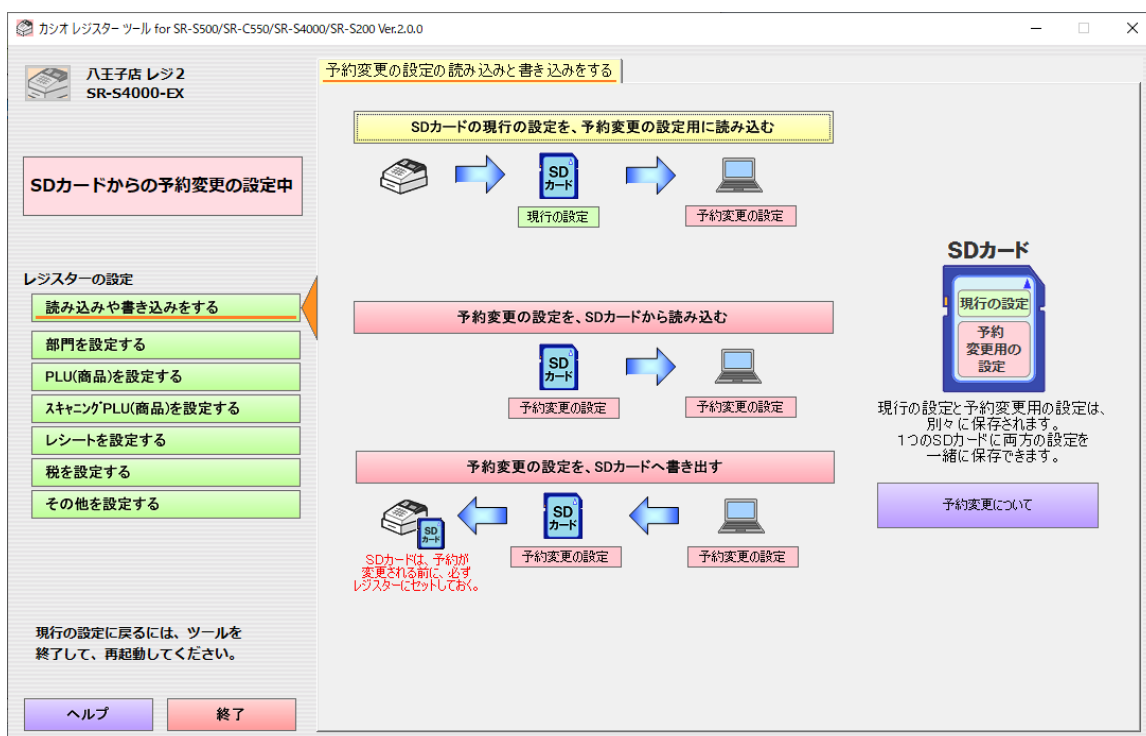 カシオ レジスター ツール for SR-S500/SR-C550/SR-S4000/SR-S200 Ver.2.0.0
八王子店 レジ2
SR-S4000-EX
SDカードからの予約変更の設定中
レジスターの設定
読み込みや書き込みをする
部門を設定する
PLU(商品)を設定する
ｽｷｬﾆﾝｸﾞPLU(商品)を設定する
レシートを設定する
税を設定する
その他を設定する
現行の設定に戻るには、ツールを
終了して、再起動してください。
ヘルプ
終了
予約変更の設定の読み込みと書き込みをする
SDカードの現行の設定を、予約変更の設定用に読み込む
SD
カード
現行の設定
予約変更の設定
予約変更の設定を、SDカードから読み込む
SD
カード
予約変更の設定
予約変更の設定
予約変更の設定を、SDカードへ書き出す
SD
カード
SD
カード
SDカードは、予約が
変更される前に、必ず
レジスターにセットしておく。
予約変更の設定
予約変更の設定
SDカード
現行の設定
予約
変更用の
設定
現行の設定と予約変更用の設定は、
別々に保存されます。
1つのSDカードに両方の設定を
一緒に保存できます。
予約変更について